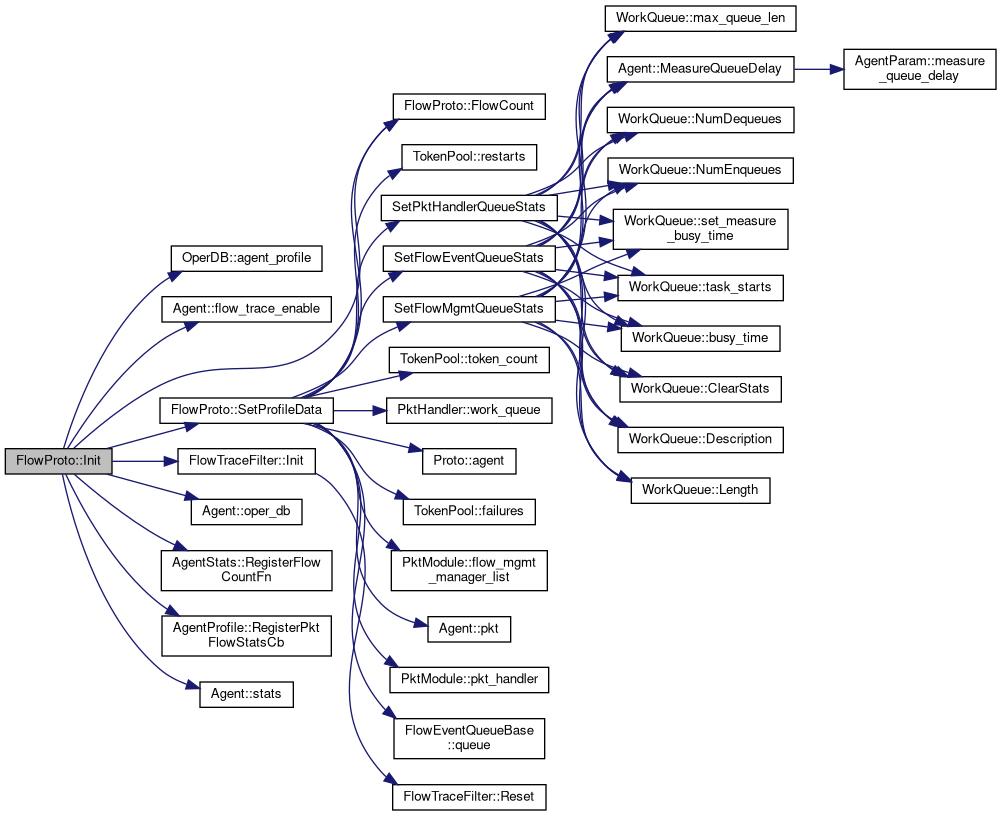 FlowProto::Init
OperDB::agent_profile
Agent::flow_trace_enable
FlowProto::SetProfileData
FlowTraceFilter::Init
Agent::oper_db
AgentStats::RegisterFlow
CountFn
AgentProfile::RegisterPkt
FlowStatsCb
Agent::stats
FlowProto::FlowCount
TokenPool::restarts
SetPktHandlerQueueStats
SetFlowEventQueueStats
SetFlowMgmtQueueStats
TokenPool::token_count
PktHandler::work_queue
Proto::agent
TokenPool::failures
PktModule::flow_mgmt
_manager_list
Agent::pkt
PktModule::pkt_handler
FlowEventQueueBase
::queue
FlowTraceFilter::Reset
WorkQueue::max_queue_len
Agent::MeasureQueueDelay
WorkQueue::NumDequeues
WorkQueue::NumEnqueues
WorkQueue::set_measure
_busy_time
WorkQueue::task_starts
WorkQueue::busy_time
WorkQueue::ClearStats
WorkQueue::Description
WorkQueue::Length
AgentParam::measure
_queue_delay